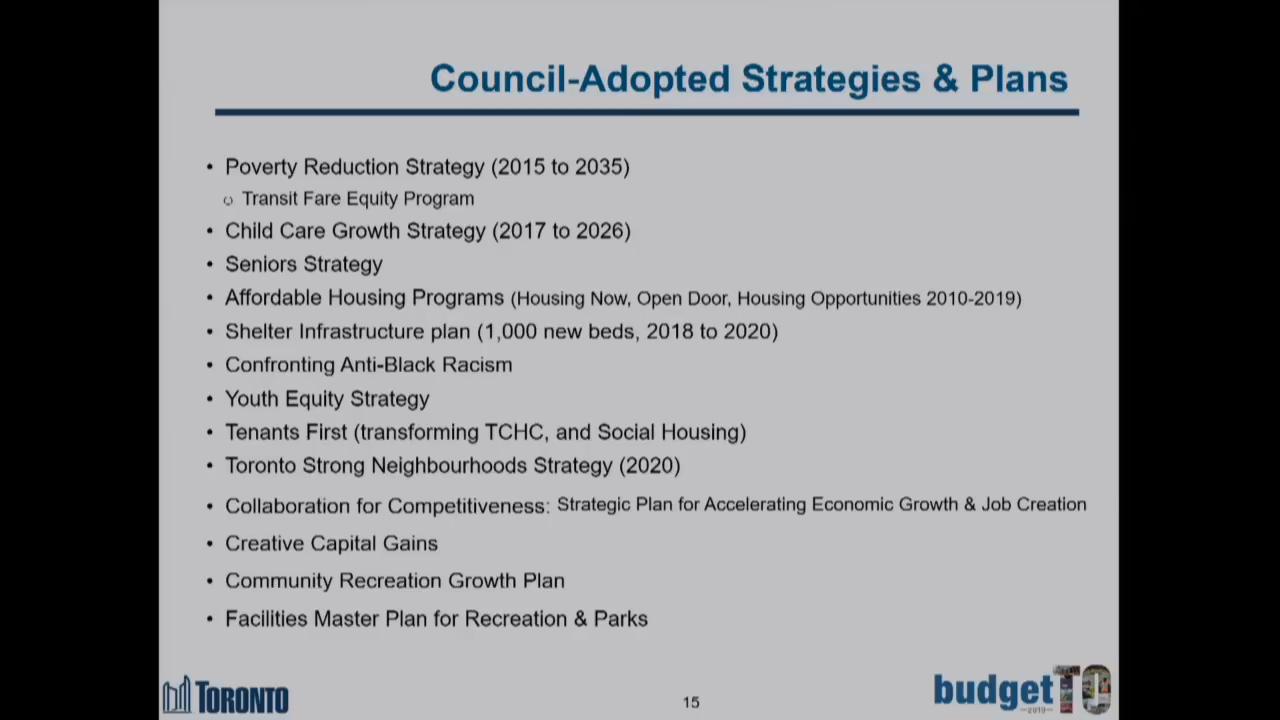 Council-Adopted Strategies & Plans
• Poverty Reduction Strategy (2015 to 2035)
Transit Fare Equity Program
• Child Care Growth Strategy (2017 to 2026)
• Seniors Strategy
• Affordable Housing Programs (Housing Now, Open Door, Housing Opportunities 2010-2019)
• Shelter Infrastructure plan (1,000 new beds, 2018 to 2020)
• Confronting Anti-Black Racism
• Youth Equity Strategy
• Tenants First (transforming TCHC, and Social Housing)
• Toronto Strong Neighbourhoods Strategy (2020)
• Collaboration for Competitiveness: Strategic Plan for Accelerating Economic Growth & Job Creation
• Creative Capital Gains
• Community Recreation Growth Plan
• Facilities Master Plan for Recreation & Parks
TORONTO
15
budgetTO
2019